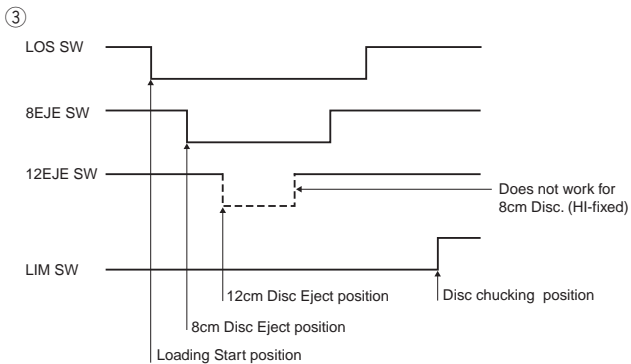 ③
LOS SW
8EJE SW
12EJE SW
Does not work for
8cm Disc. (HI-fixed)
LIM SW
12cm Disc Eject position
Disc chucking position
8cm Disc Eject position
Loading Start position